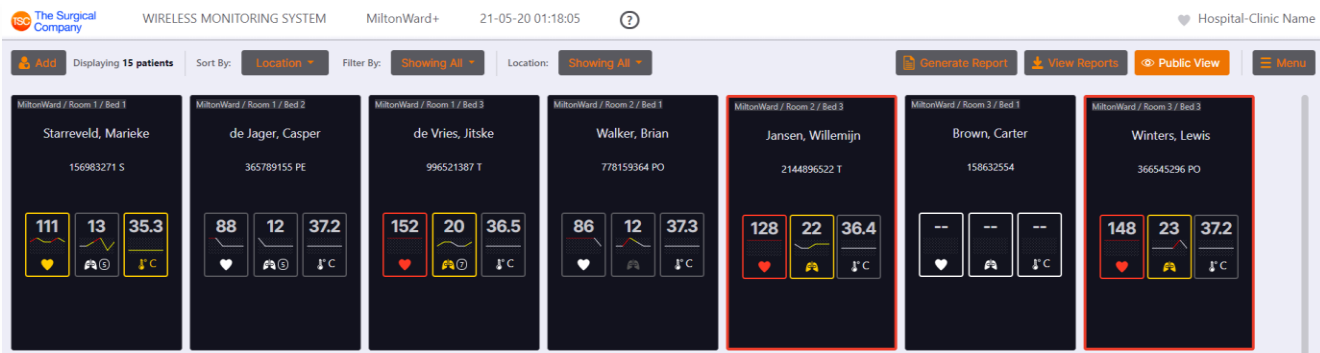 TSC The Surgical
Company
WIRELESS MONITORING SYSTEM MiltonWard+ 21-05-20 01:18:05 ? Hospital-Clinic Name
Add Displaying 15 patients Sort By: Location Filter By: Showing All Location: Showing All Generate Report View Reports Public View Menu
MiltonWard / Room 1 / Bed 1
Starreveld, Marieke
156983271 S
111 13 35.3
5 °C
MiltonWard / Room 1 / Bed 2
de Jager, Casper
365789155 PE
88 12 37.2
5 °C
MiltonWard / Room 1 / Bed 3
de Vries, Jitske
996521387 T
152 20 36.5
7 °C
MiltonWard / Room 2 / Bed 1
Walker, Brian
778159364 PO
86 12 37.3
°C
MiltonWard / Room 2 / Bed 3
Jansen, Willemijn
2144896522 T
128 22 36.4
°C
MiltonWard / Room 3 / Bed 1
Brown, Carter
158632554
-- -- --
°C
MiltonWard / Room 3 / Bed 3
Winters, Lewis
366545296 PO
148 23 37.2
°C